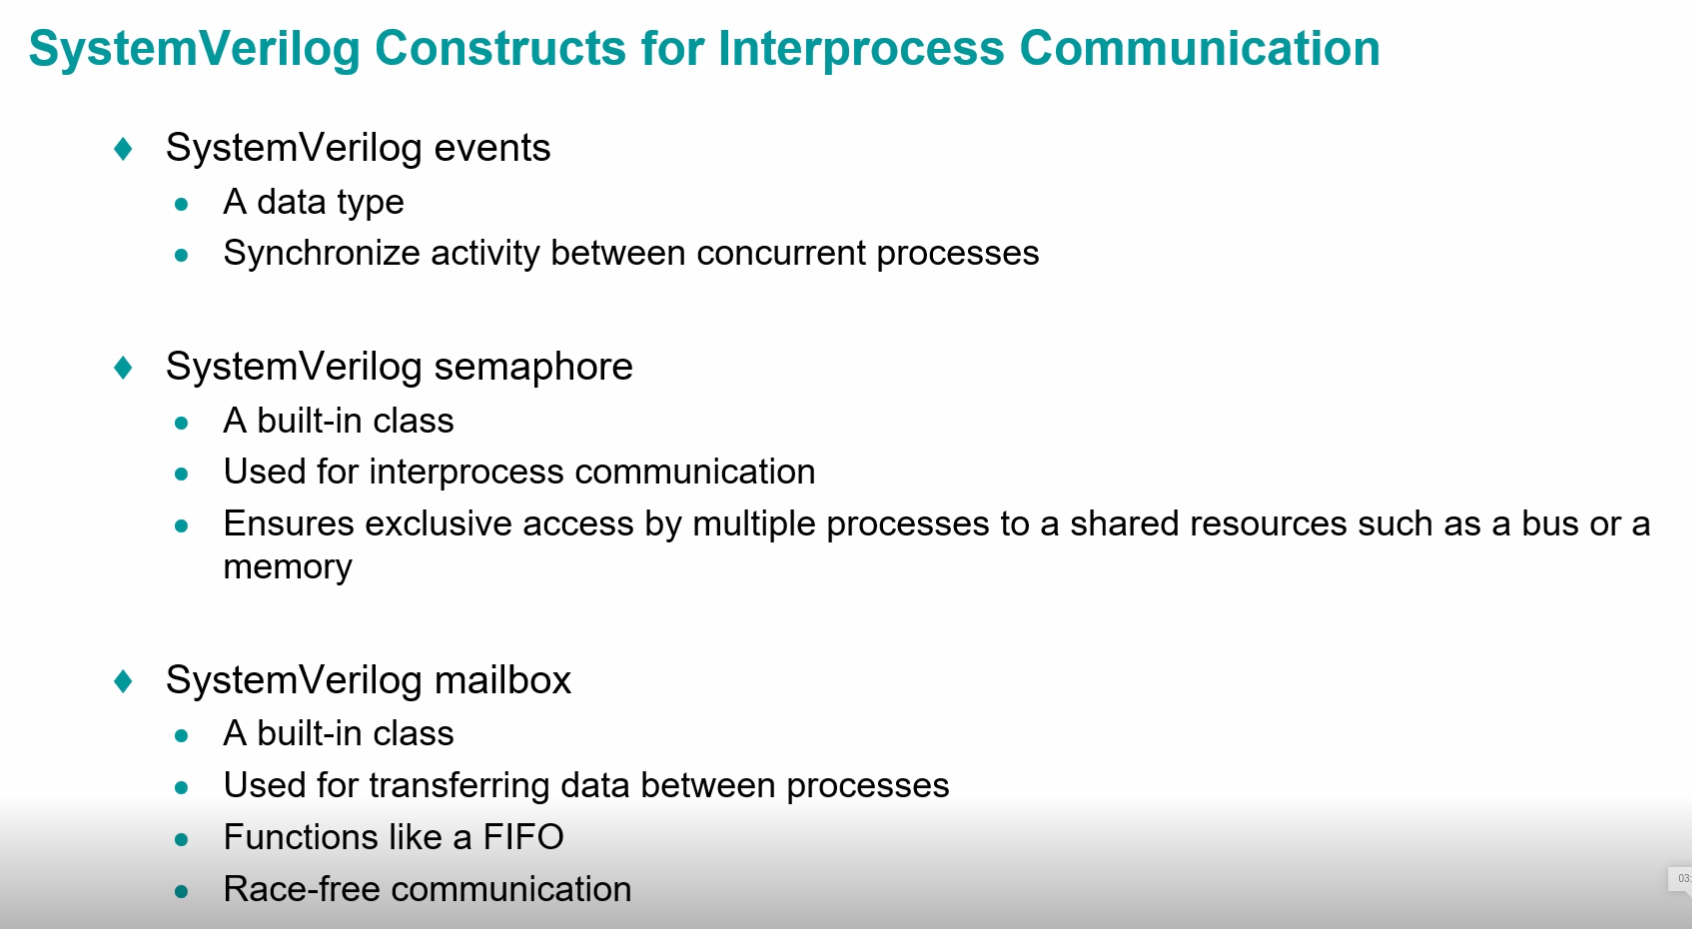 SystemVerilog Constructs for Interprocess Communication
SystemVerilog events
A data type
Synchronize activity between concurrent processes
SystemVerilog semaphore
A built-in class
Used for interprocess communication
Ensures exclusive access by multiple processes to a shared resources such as a bus or a
memory
SystemVerilog mailbox
A built-in class
Used for transferring data between processes
Functions like a FIFO
03:
Race-free communication